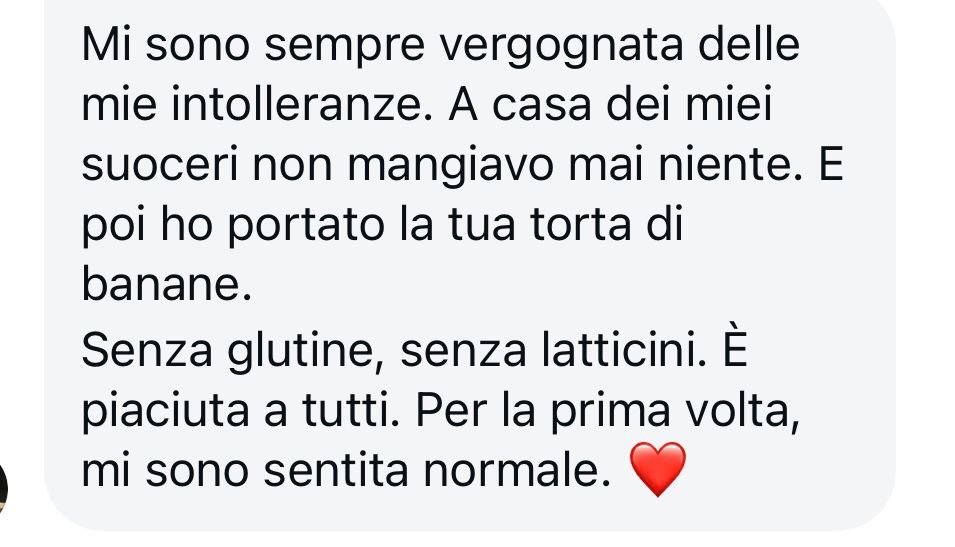 Mi sono sempre vergognata delle
mie intolleranze. A casa dei miei
suoceri non mangiavo mai niente. E
poi ho portato la tua torta di
banane.
Senza glutine, senza latticini. È
piaciuta a tutti. Per la prima volta,
mi sono sentita normale. ❤️